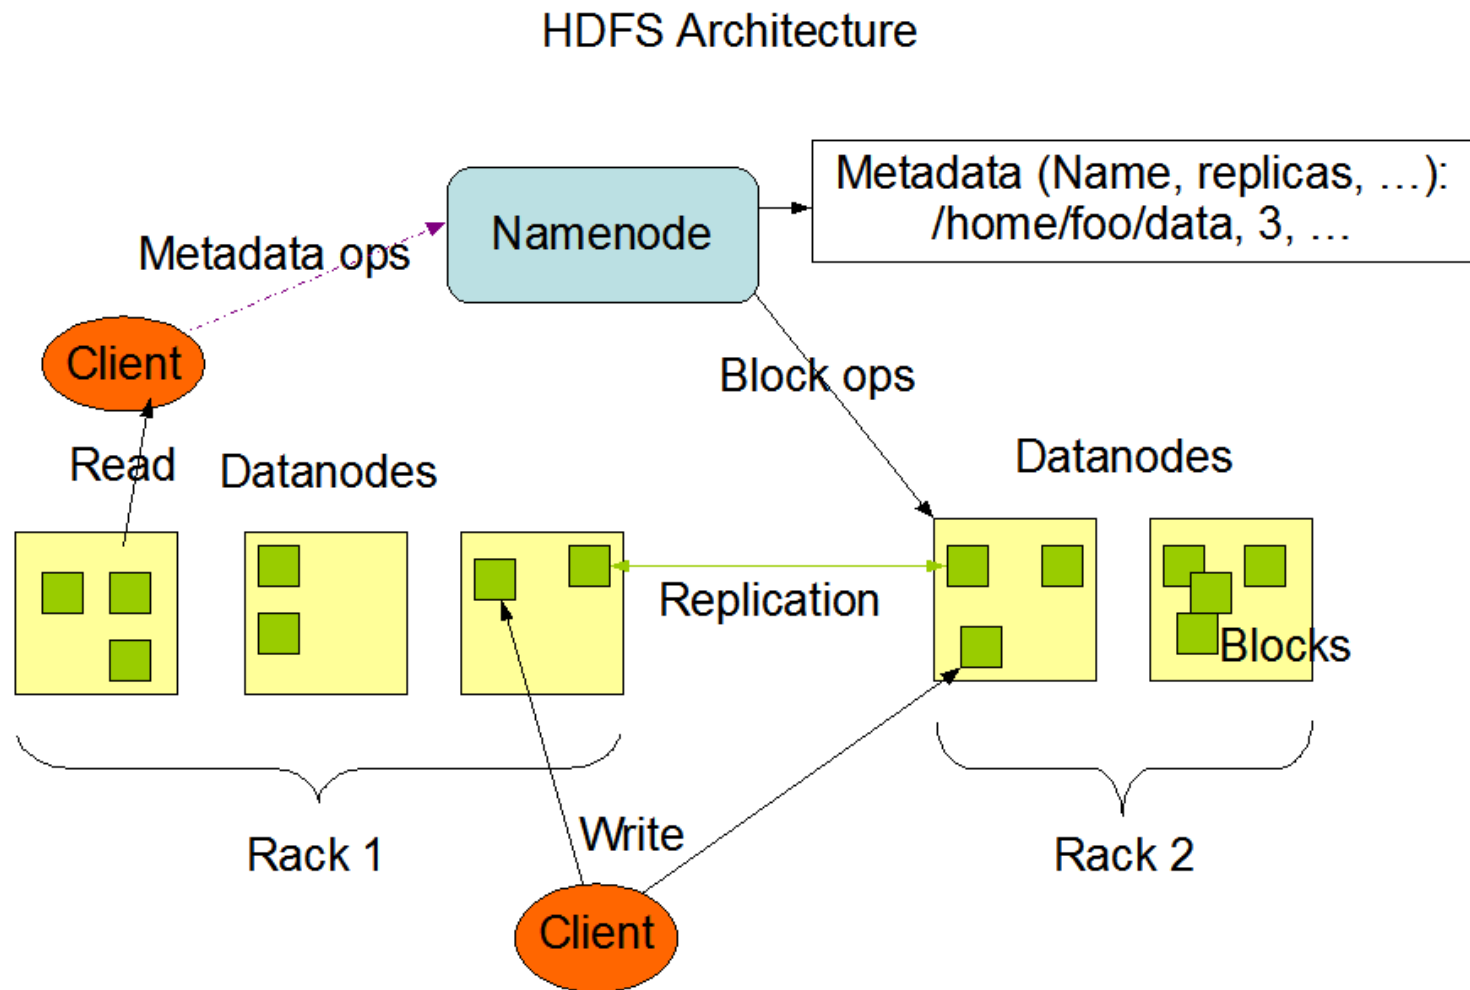 HDFS Architecture
Metadata (Name, replicas, …):
/home/foo/data, 3, …
Namenode
Metadata ops
Client
Block ops
Read
Datanodes
Datanodes
Replication
Blocks
Rack 1
Write
Rack 2
Client